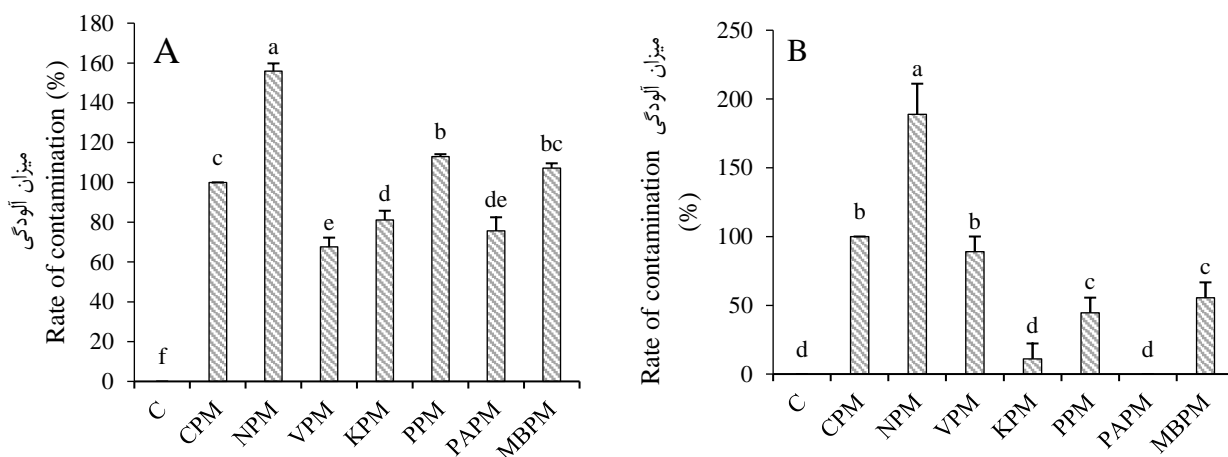 A
میزان آلودگی
Rate of contamination (%)
180
160
140
120
100
80
60
40
20
0
f
c
a
e
d
b
de
bc
C
CPM
NPM
VPM
KPM
PPM
PAPM
MBPM
B
Rate of contamination میزان آلودگی
(%)
250
200
150
100
50
0
d
b
a
b
d
c
d
c
C
CPM
NPM
VPM
KPM
PPM
PAPM
MBPM